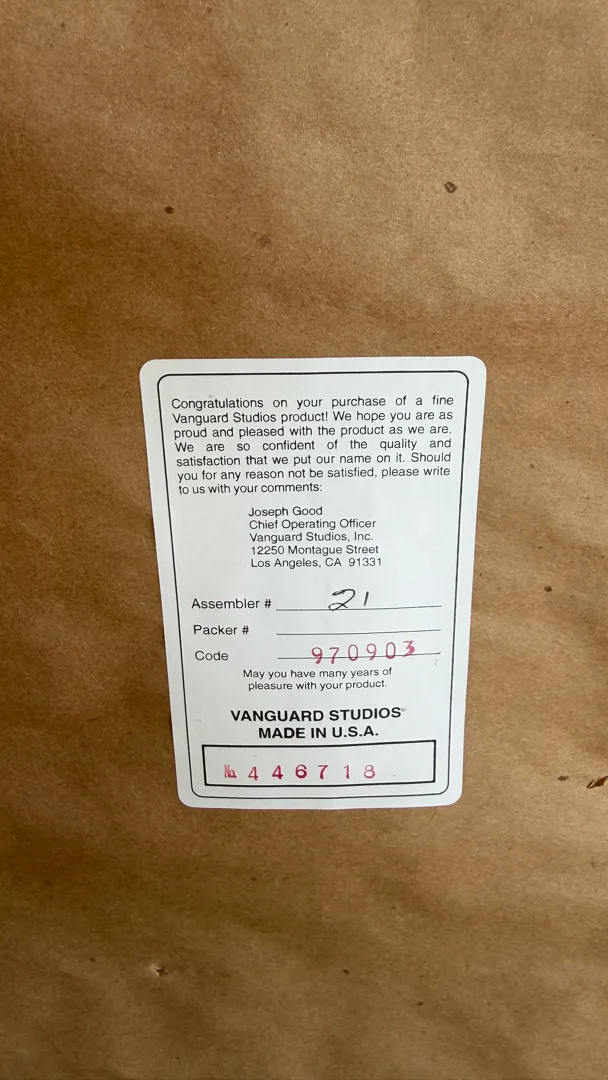 Congratulations on your purchase of a fine
Vanguard Studios product! We hope you are as
proud and pleased with the product as we are.
We are so confident of the quality and
satisfaction that we put our name on it. Should
you for any reason not be satisfied, please write
to us with your comments:
Joseph Good
Chief Operating Officer
Vanguard Studios, Inc.
12250 Montague Street
Los Angeles, CA 91331
Assembler # 21
Packer #
Code 970903
May you have many years of
pleasure with your product.
VANGUARD STUDIOS
MADE IN U.S.A.
No. 446718